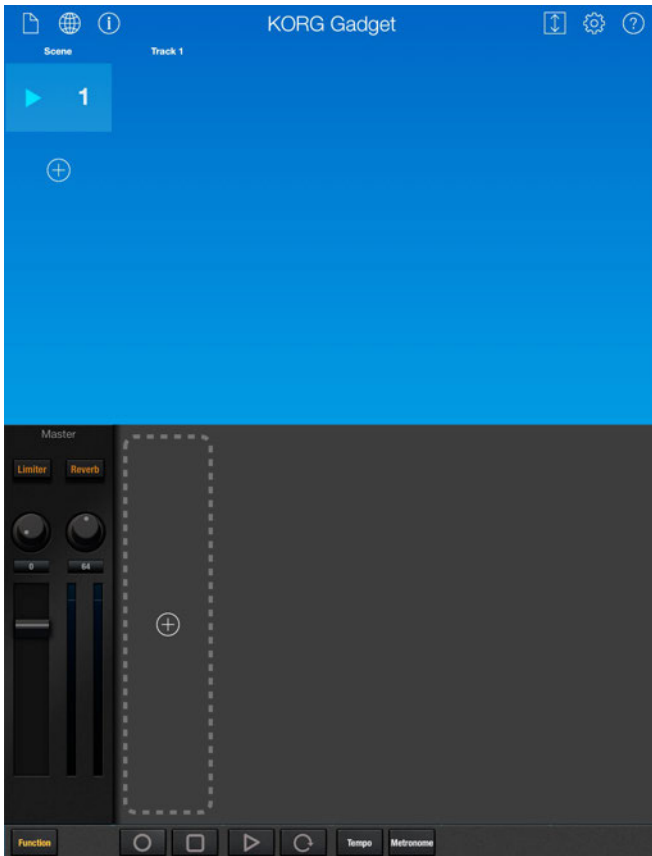 KORG Gadget
Scene
Track 1
1
Master
Limiter
Reverb
0
64
Function
Tempo
Metronome